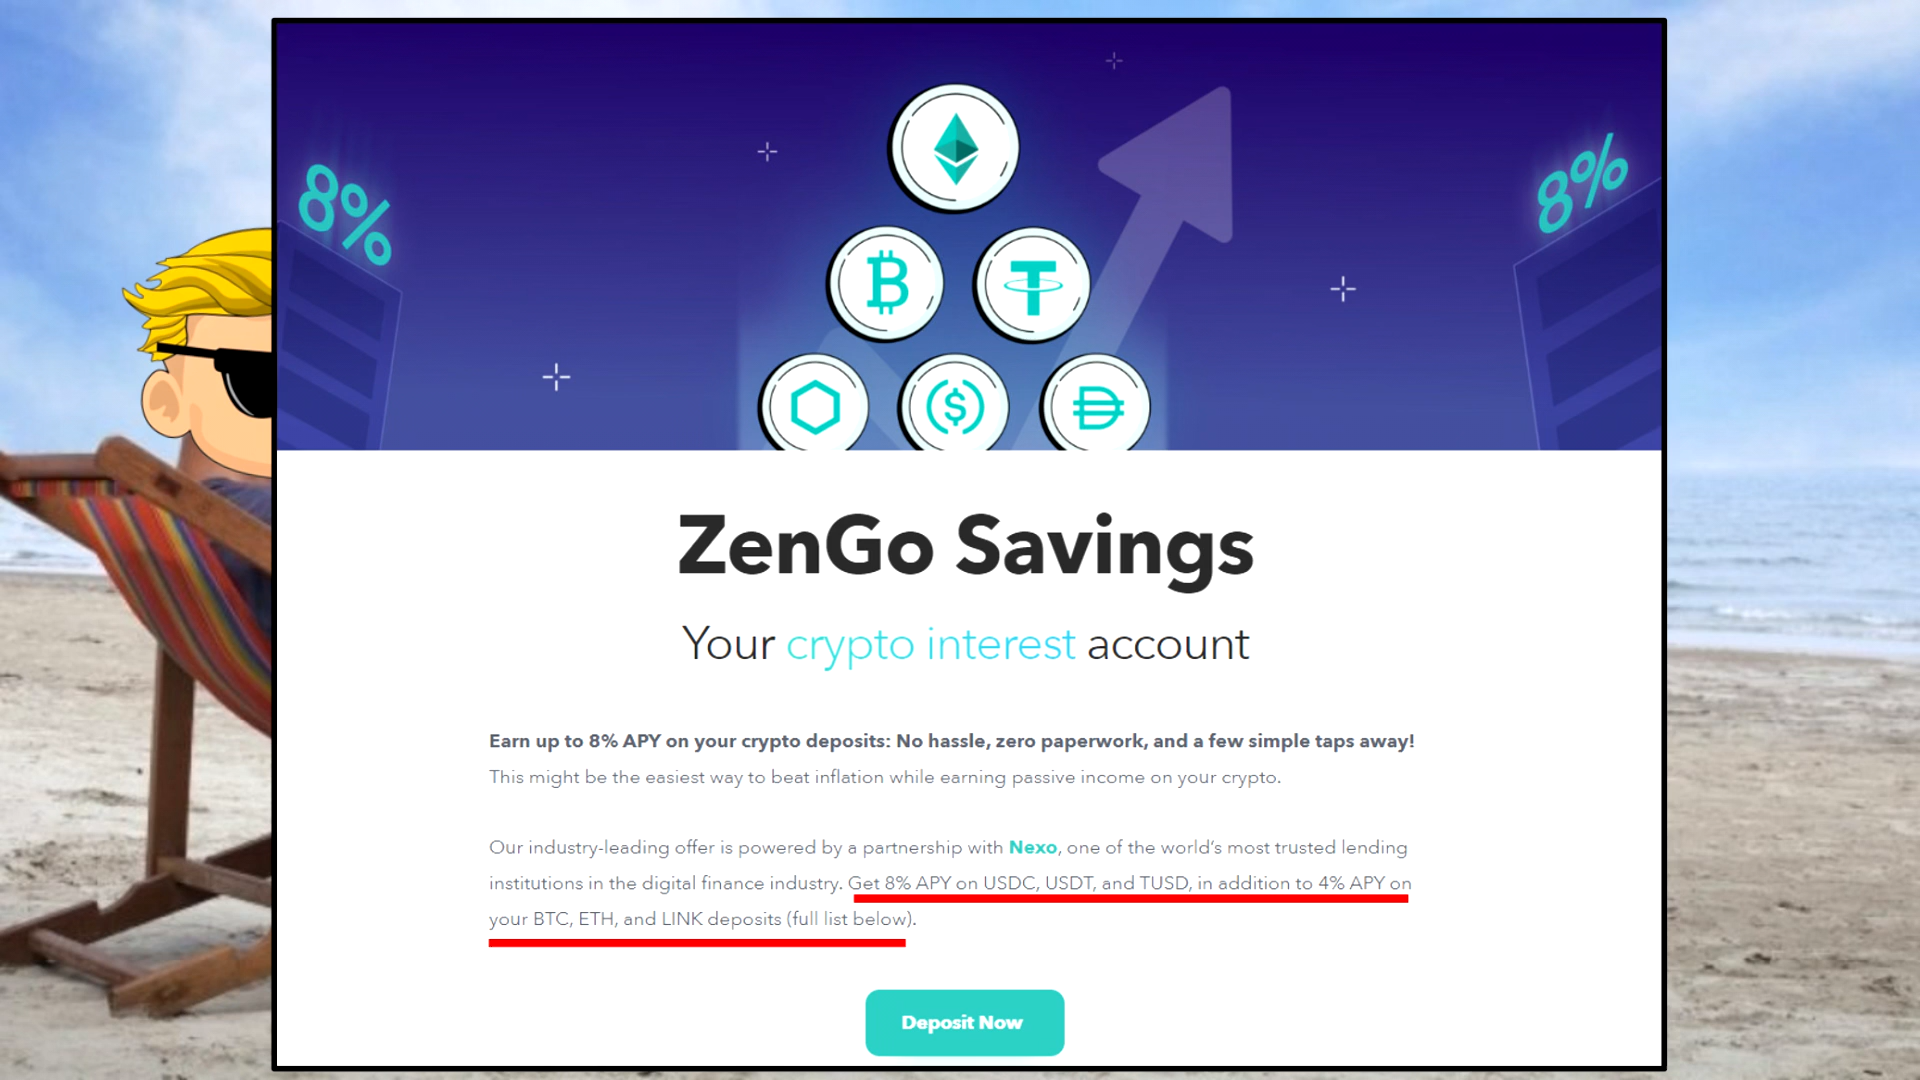 8%
8%
ZenGo Savings
Your crypto interest account
Earn up to 8% APY on your crypto deposits: No hassle, zero paperwork, and a few simple taps away!
This might be the easiest way to beat inflation while earning passive income on your crypto.
Our industry-leading offer is powered by a partnership with Nexo, one of the world's most trusted lending
institutions in the digital finance industry. Get 8% APY on USDC, USDT, and TUSD, in addition to 4% APY on
your BTC, ETH, and LINK deposits (full list below).
Deposit Now